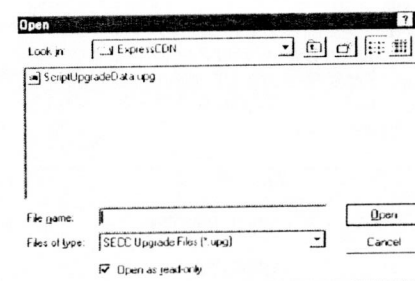 Open
?
Look in:
ExpressCDN
ScriptUpgradeData.upg
File name:
Open
Files of type:
SECC Upgrade Files (*.upg)
Cancel
Open as read-only